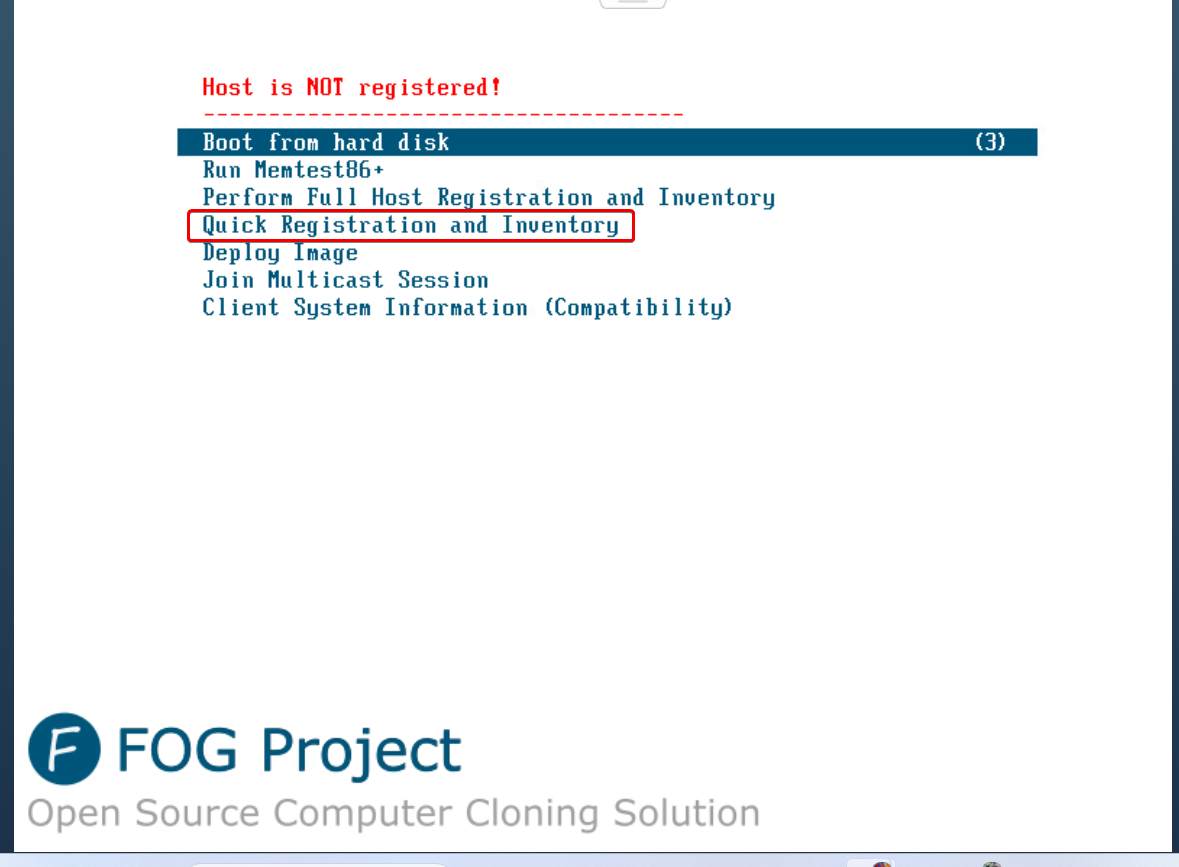 Host is NOT registered!
-------------------------------------
Boot from hard disk (3)
Run Memtest86+
Perform Full Host Registration and Inventory
Quick Registration and Inventory
Deploy Image
Join Multicast Session
Client System Information (Compatibility)
F FOG Project
Open Source Computer Cloning Solution